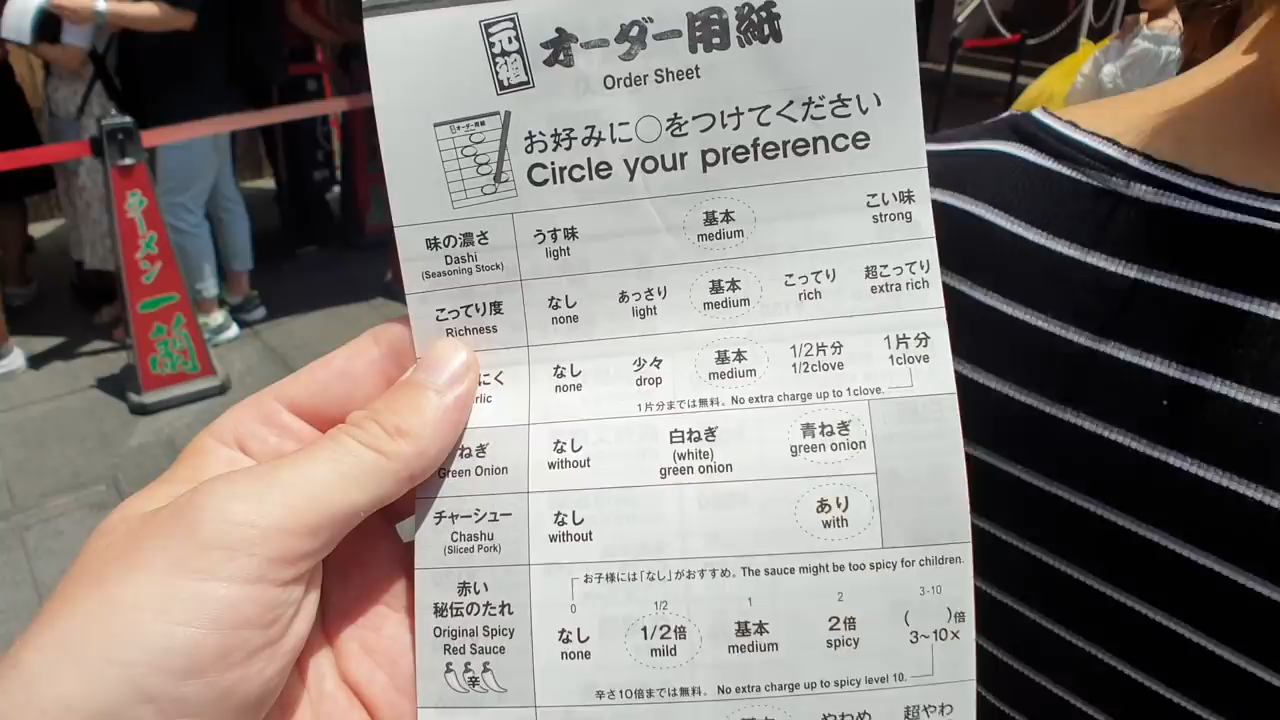 元祖
オーダー用紙
Order Sheet
オーダー用紙
お好みに○をつけてください
Circle your preference
味の濃さ
Dashi
(Seasoning Stock)
うす味
light
基本
medium
こい味
strong
こってり度
Richness
なし
none
あっさり
light
基本
medium
こってり
rich
超こってり
extra rich
にく
rlic
なし
none
少々
drop
基本
medium
1/2片分
1/2clove
1片分
1clove
1片分までは無料。 No extra charge up to 1clove.
ねぎ
Green Onion
なし
without
白ねぎ
(white)
green onion
青ねぎ
green onion
チャーシュー
Chashu
(Sliced Pork)
なし
without
あり
with
赤い
秘伝のたれ
Original Spicy
Red Sauce
辛
お子様には「なし」がおすすめ。 The sauce might be too spicy for children.
0
なし
none
1/2
1/2倍
mild
1
基本
medium
2
2倍
spicy
3-10
( )倍
3~10×
辛さ10倍までは無料。 No extra charge up to spicy level 10.
基本
やわめ
超やわ
ラーメン
一蘭